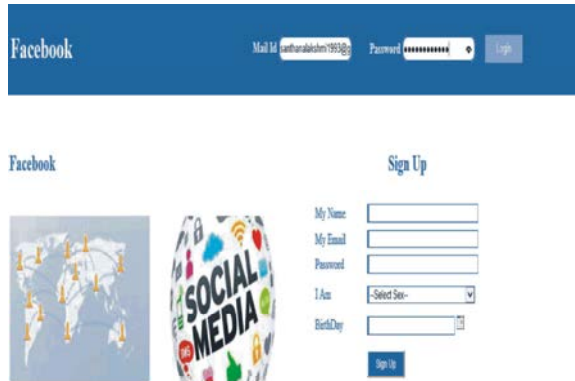 Facebook
Mail Id santhanalakshmi1993@g Password ●●●●●●●●●●●● Login
Facebook
Sign Up
My Name
My Email
Password
I Am --Select Sex--
BirthDay
Sign Up
SOCIAL
MEDIA